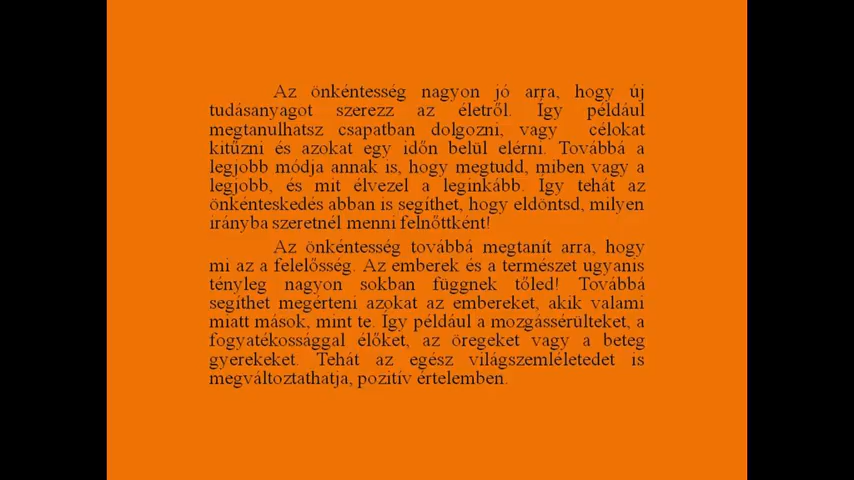 Az önkéntesség nagyon jó arra, hogy új
tudásanyagot szerezz az életről. Így például
megtanulhatsz csapatban dolgozni, vagy célokat
kitűzni és azokat egy időn belül elérni. Továbbá a
legjobb módja annak is, hogy megtudd, miben vagy a
legjobb, és mit élvezel a leginkább. Így tehát az
önkénteskedés abban is segíthet, hogy eldöntsd, milyen
irányba szeretnél menni felnőttként!
Az önkéntesség továbbá megtanít arra, hogy
mi az a felelősség. Az emberek és a természet ugyanis
tényleg nagyon sokban függnek tőled! Továbbá
segíthet megérteni azokat az embereket, akik valami
miatt mások, mint te. Így például a mozgássérülteket, a
fogyatékossággal élőket, az öregeket vagy a beteg
gyerekeket. Tehát az egész világszemléletedet is
megváltoztathatja, pozitív értelemben.